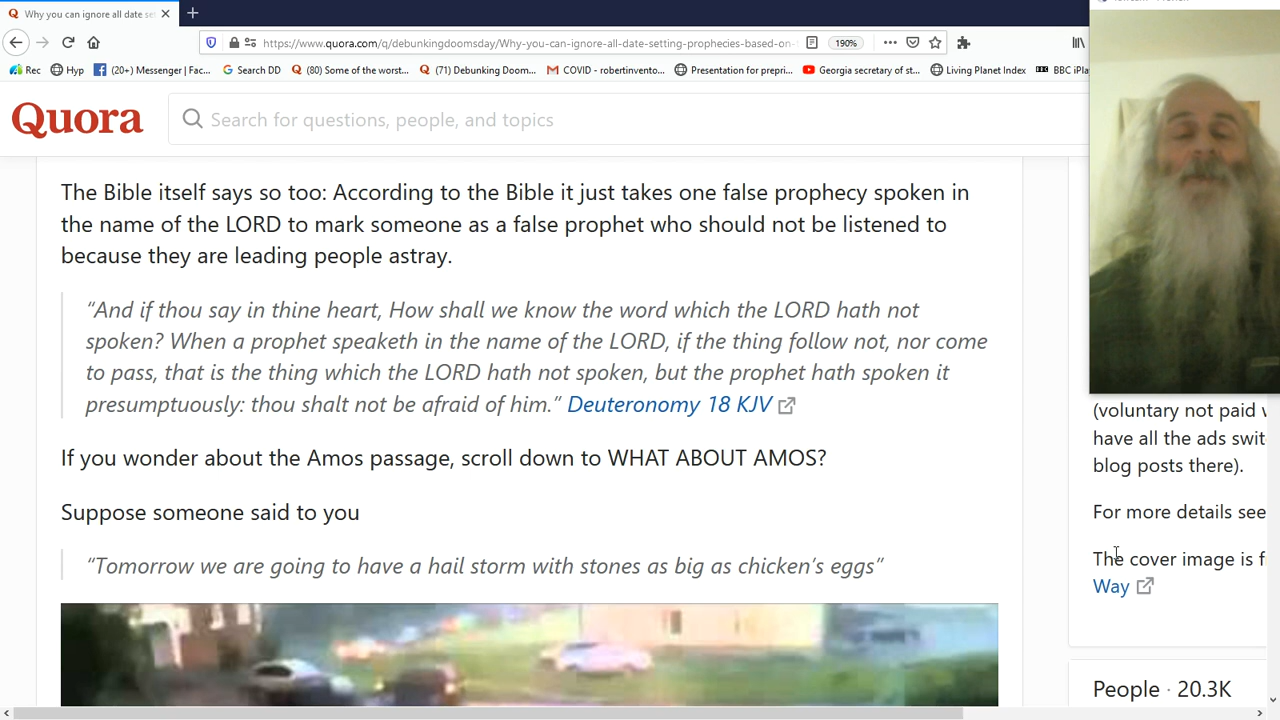 Why you can ignore all date se
https://www.quora.com/q/debunkingdoomsday/Why-you-can-ignore-all-date-setting-prophecies-based-on-
190%
Rec
Hyp
(20+) Messenger | Fac...
Search DD
(80) Some of the worst...
(71) Debunking Doom...
COVID - robertinvento...
Presentation for prepri...
Georgia secretary of st...
Living Planet Index
BBC iPla
Quora
Search for questions, people, and topics
The Bible itself says so too: According to the Bible it just takes one false prophecy spoken in
the name of the LORD to mark someone as a false prophet who should not be listened to
because they are leading people astray.
“And if thou say in thine heart, How shall we know the word which the LORD hath not
spoken? When a prophet speaketh in the name of the LORD, if the thing follow not, nor come
to pass, that is the thing which the LORD hath not spoken, but the prophet hath spoken it
presumptuously: thou shalt not be afraid of him.” Deuteronomy 18 KJV
If you wonder about the Amos passage, scroll down to WHAT ABOUT AMOS?
Suppose someone said to you
“Tomorrow we are going to have a hail storm with stones as big as chicken’s eggs”
(voluntary not paid
have all the ads swit
blog posts there).
For more details see
The cover image is f
Way
People · 20.3K